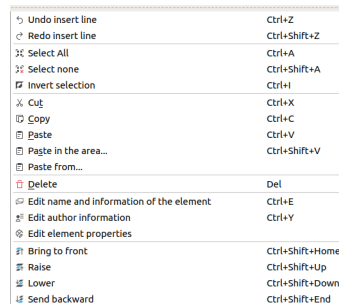 Undo insert line Ctrl+Z
Redo insert line Ctrl+Shift+Z
Select All Ctrl+A
Select none Ctrl+Shift+A
Invert selection Ctrl+I
Cut Ctrl+X
Copy Ctrl+C
Paste Ctrl+V
Paste in the area... Ctrl+Shift+V
Paste from...
Delete Del
Edit name and information of the element Ctrl+E
Edit author information Ctrl+Y
Edit element properties
Bring to front Ctrl+Shift+Home
Raise Ctrl+Shift+Up
Lower Ctrl+Shift+Down
Send backward Ctrl+Shift+End